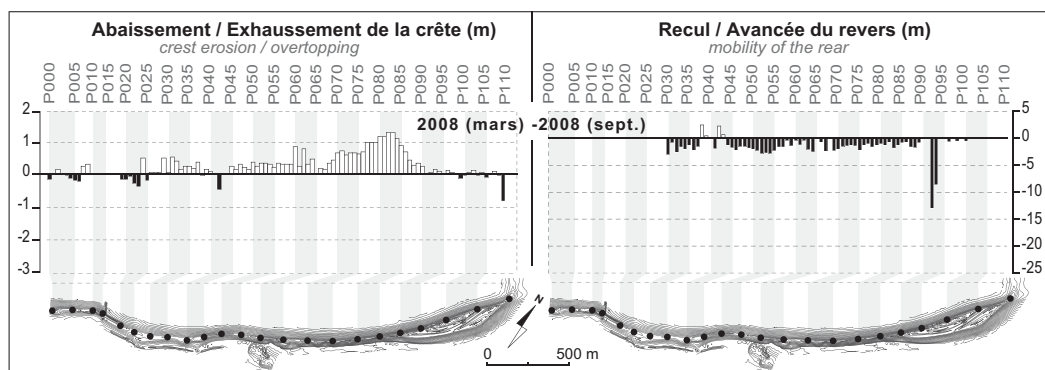 Abaissement / Exhaussement de la crête (m)
crest erosion / overtopping
P000 P005 P010 P015 P020 P025 P030 P035 P040 P045 P050 P055 P060 P065 P070 P075 P080 P085 P090 P095 P100 P105 P110
2
1
0
-1
-2
-3
Recul / Avancée du revers (m)
mobility of the rear
P000 P005 P010 P015 P020 P025 P030 P035 P040 P045 P050 P055 P060 P065 P070 P075 P080 P085 P090 P095 P100 P105 P110
5
0
-5
-10
-15
-20
-25
2008 (mars) -2008 (sept.)
N
0 500 m